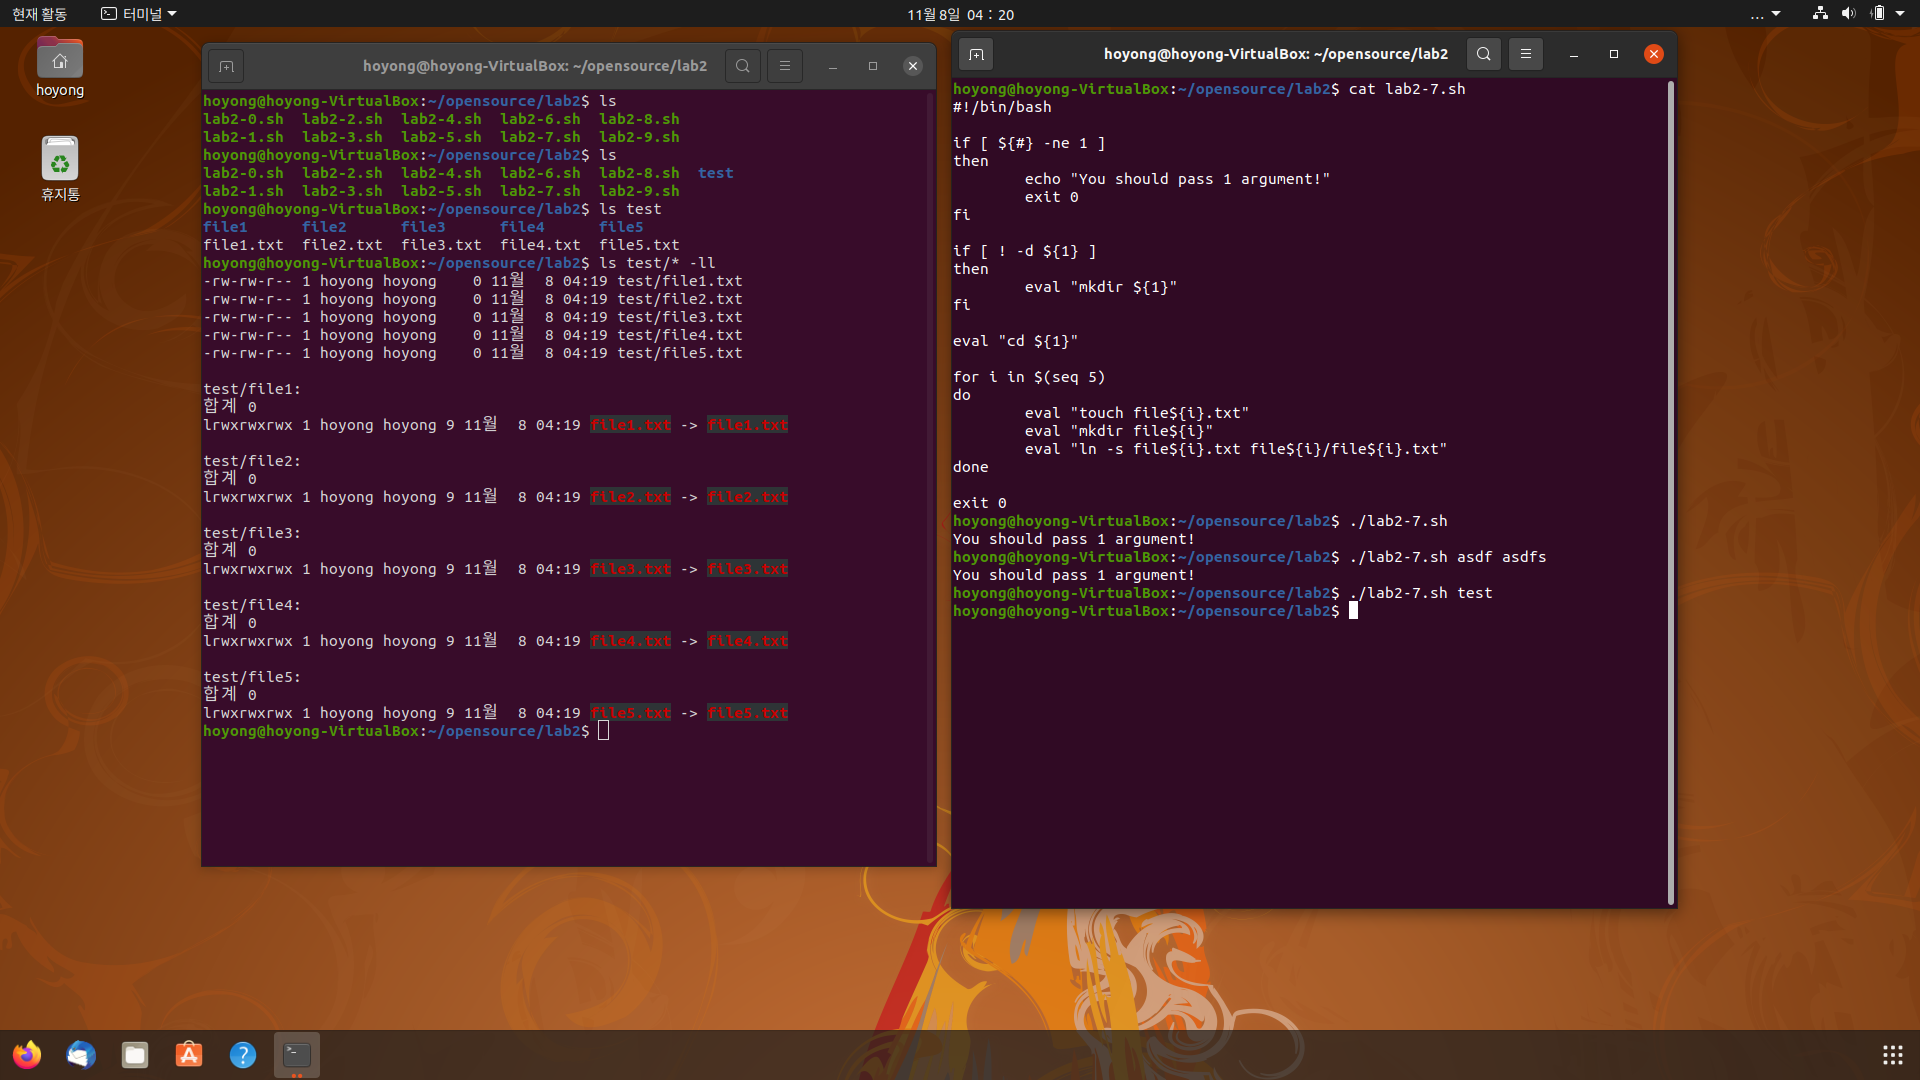 현재 활동
터미널
11월 8일 04 : 20
...
hoyong
휴지통
hoyong@hoyong-VirtualBox: ~/opensource/lab2
hoyong@hoyong-VirtualBox:~/opensource/lab2$ ls
lab2-0.sh  lab2-2.sh  lab2-4.sh  lab2-6.sh  lab2-8.sh
lab2-1.sh  lab2-3.sh  lab2-5.sh  lab2-7.sh  lab2-9.sh
hoyong@hoyong-VirtualBox:~/opensource/lab2$ ls
lab2-0.sh  lab2-2.sh  lab2-4.sh  lab2-6.sh  lab2-8.sh  test
lab2-1.sh  lab2-3.sh  lab2-5.sh  lab2-7.sh  lab2-9.sh
hoyong@hoyong-VirtualBox:~/opensource/lab2$ ls test
file1      file2      file3      file4      file5
file1.txt  file2.txt  file3.txt  file4.txt  file5.txt
hoyong@hoyong-VirtualBox:~/opensource/lab2$ ls test/* -ll
-rw-rw-r-- 1 hoyong hoyong    0 11월  8 04:19 test/file1.txt
-rw-rw-r-- 1 hoyong hoyong    0 11월  8 04:19 test/file2.txt
-rw-rw-r-- 1 hoyong hoyong    0 11월  8 04:19 test/file3.txt
-rw-rw-r-- 1 hoyong hoyong    0 11월  8 04:19 test/file4.txt
-rw-rw-r-- 1 hoyong hoyong    0 11월  8 04:19 test/file5.txt
test/file1:
합계 0
lrwxrwxrwx 1 hoyong hoyong 9 11월  8 04:19 file1.txt -> file1.txt
test/file2:
합계 0
lrwxrwxrwx 1 hoyong hoyong 9 11월  8 04:19 file2.txt -> file2.txt
test/file3:
합계 0
lrwxrwxrwx 1 hoyong hoyong 9 11월  8 04:19 file3.txt -> file3.txt
test/file4:
합계 0
lrwxrwxrwx 1 hoyong hoyong 9 11월  8 04:19 file4.txt -> file4.txt
test/file5:
합계 0
lrwxrwxrwx 1 hoyong hoyong 9 11월  8 04:19 file5.txt -> file5.txt
hoyong@hoyong-VirtualBox:~/opensource/lab2$
hoyong@hoyong-VirtualBox: ~/opensource/lab2
hoyong@hoyong-VirtualBox:~/opensource/lab2$ cat lab2-7.sh
#!/bin/bash
if [ ${#} -ne 1 ]
then
        echo "You should pass 1 argument!"
        exit 0
fi
if [ ! -d ${1} ]
then
        eval "mkdir ${1}"
fi
eval "cd ${1}"
for i in $(seq 5)
do
        eval "touch file${i}.txt"
        eval "mkdir file${i}"
        eval "ln -s file${i}.txt file${i}/file${i}.txt"
done
exit 0
hoyong@hoyong-VirtualBox:~/opensource/lab2$ ./lab2-7.sh
You should pass 1 argument!
hoyong@hoyong-VirtualBox:~/opensource/lab2$ ./lab2-7.sh asdf asdfs
You should pass 1 argument!
hoyong@hoyong-VirtualBox:~/opensource/lab2$ ./lab2-7.sh test
hoyong@hoyong-VirtualBox:~/opensource/lab2$